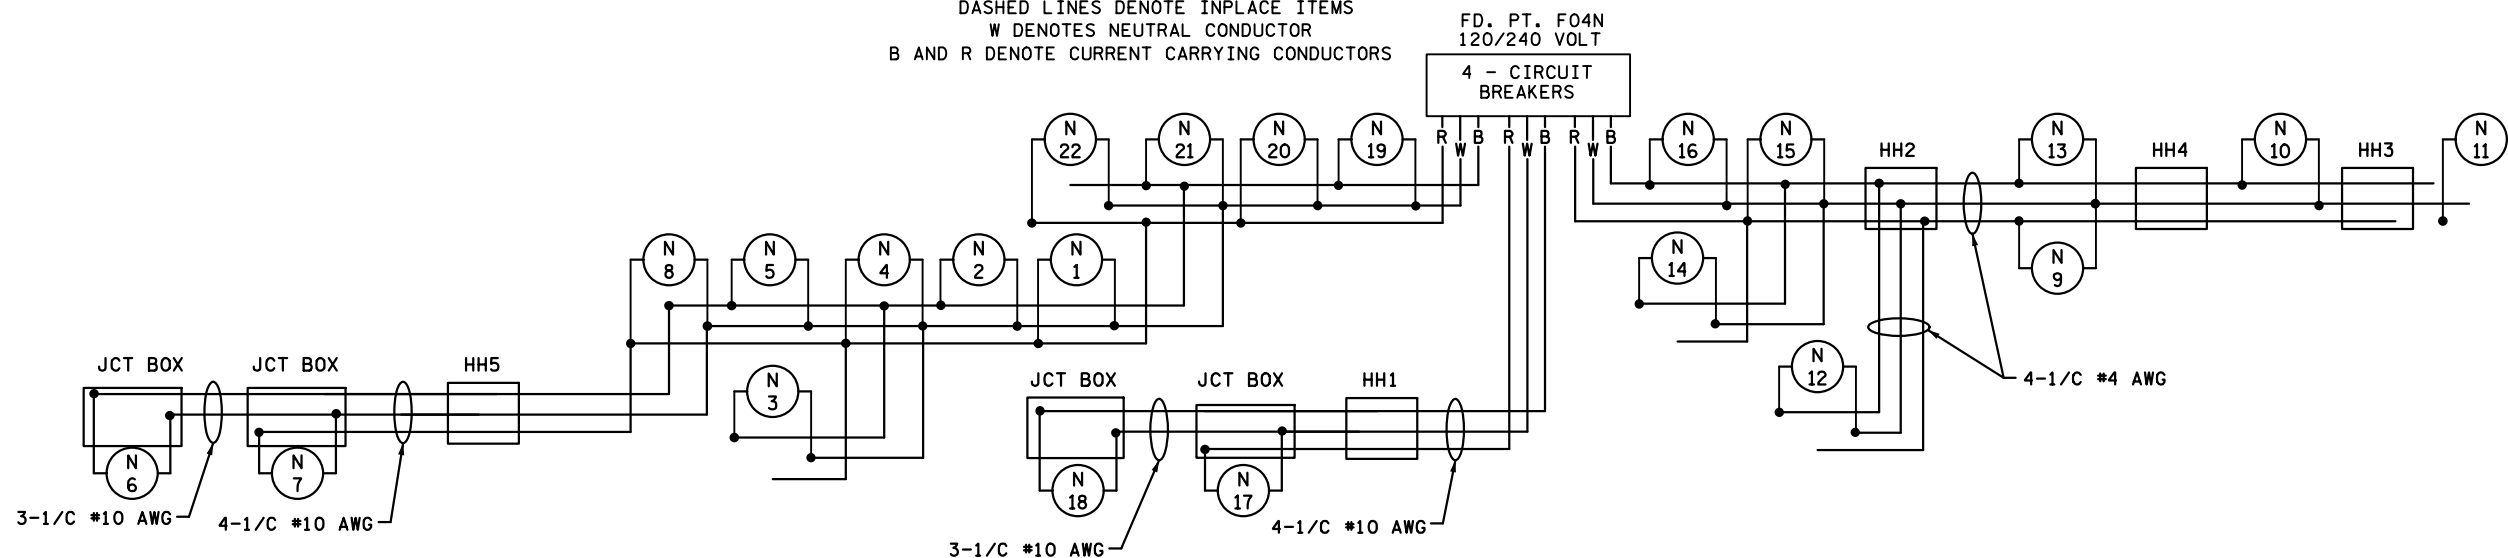 DASHED LINES DENOTE INPLACE ITEMS
W DENOTES NEUTRAL CONDUCTOR
B AND R DENOTE CURRENT CARRYING CONDUCTORS
FD. PT. FO4N
120/240 VOLT
4 - CIRCUIT
BREAKERS
R W B R W B R W B
N
22
N
21
N
20
N
19
N
16
N
15
HH2
N
13
HH4
N
10
HH3
N
11
N
8
N
5
N
4
N
2
N
1
N
14
N
9
JCT BOX
JCT BOX
HH5
N
3
JCT BOX
JCT BOX
HH1
N
12
4-1/C #4 AWG
N
6
N
7
N
18
N
17
3-1/C #10 AWG
4-1/C #10 AWG
4-1/C #10 AWG
3-1/C #10 AWG